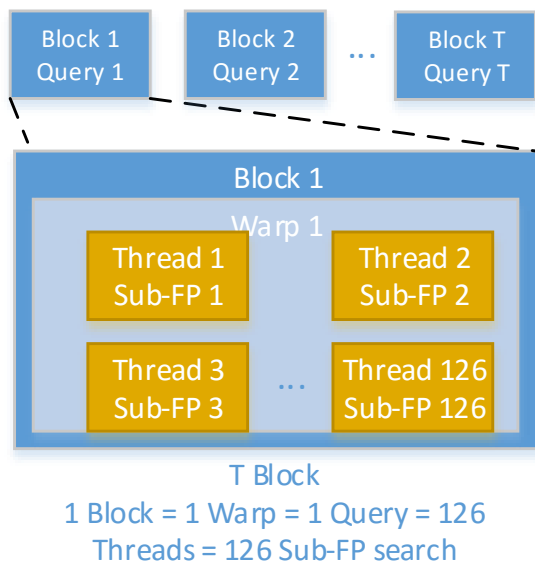 Block 1
Query 1
Block 2
Query 2
...
Block T
Query T
Block 1
Warp 1
Thread 1
Sub-FP 1
Thread 2
Sub-FP 2
Thread 3
Sub-FP 3
...
Thread 126
Sub-FP 126
T Block
1 Block = 1 Warp = 1 Query = 126
Threads = 126 Sub-FP search